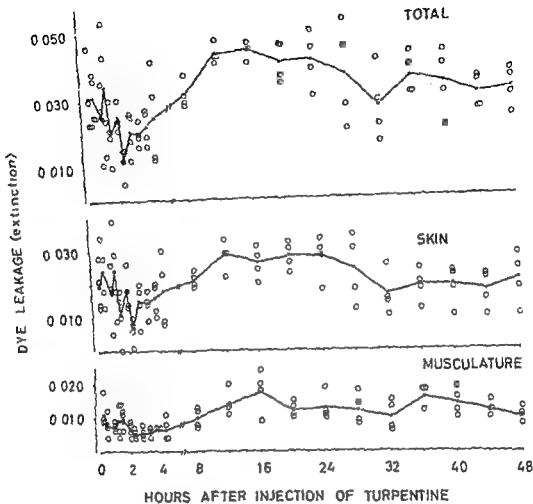 TOTAL
0 050
0 030
0 010
SKIN
0 030
0 010
MUSCULATURE
0 020
0 010
DYE LEAKAGE (extinction)
0 2 4 8 16 24 32 40 48
HOURS AFTER INJECTION OF TURPENTINE